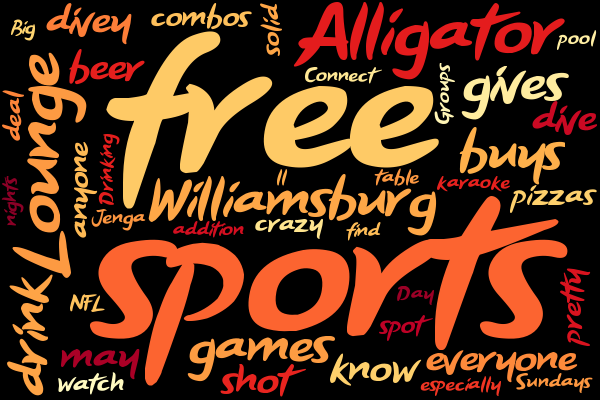 Big
divey
combos
solid
Alligator
pool
beer
free
Connect
Groups
gives
dive
deal
Lounge
anyone
Drinking
buys
nights
Jenga
Williamsburg
ll
table
karaoke
pizzas
addition
crazy
find
sports
drink
NFL
Day
spot
pretty
may
watch
games
shot
know
everyone
especially
Sundays